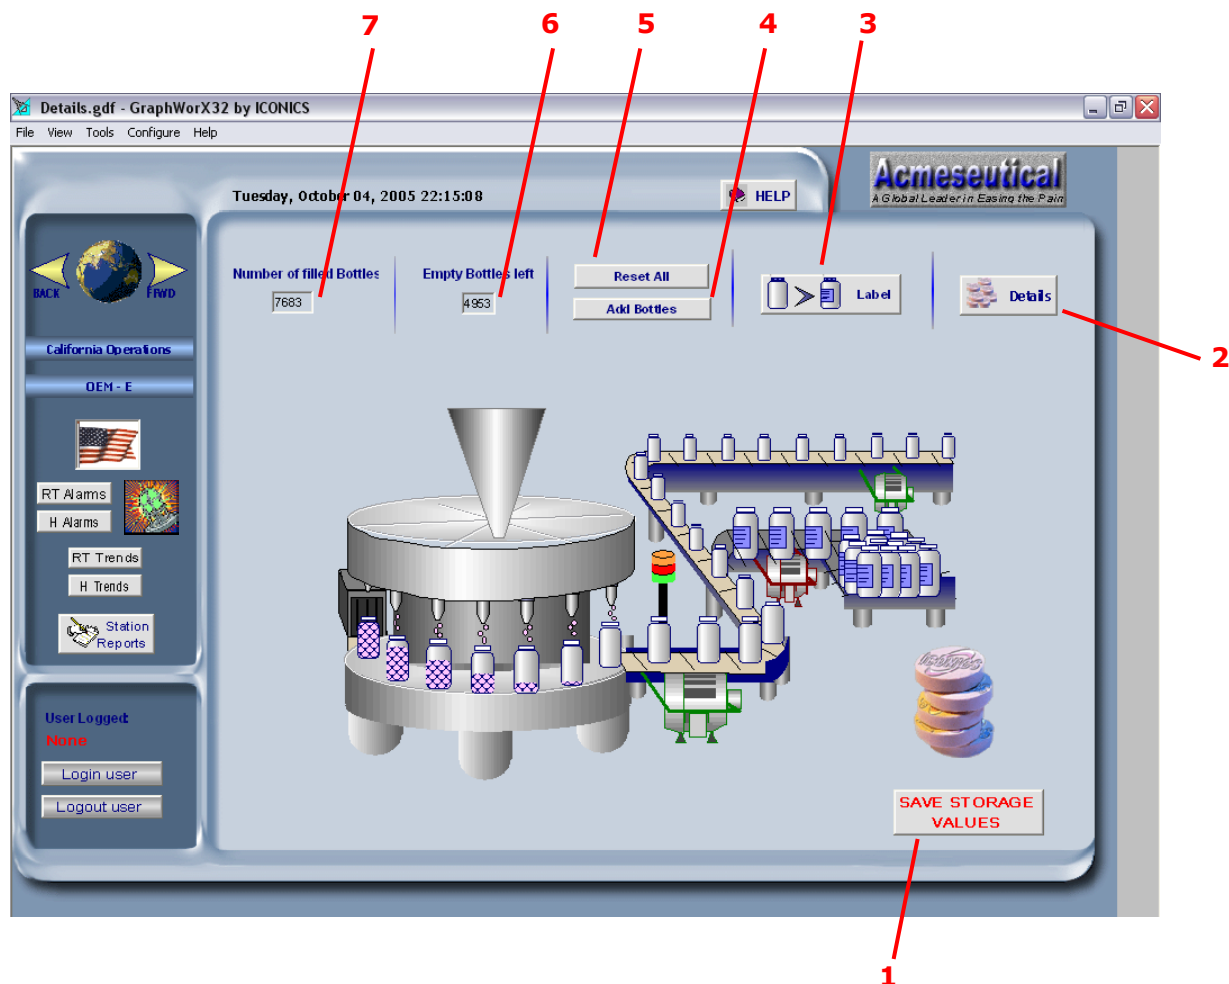 7 6 5 4 3
Details.gdf - GraphWorX32 by ICONICS
File View Tools Configure Help
Acmeseutical
A Global Leader in Easing the Pain
Tuesday, October 04, 2005 22:15:08
HELP
BACK FRWD
Number of filled Bottles
7683
Empty Bottles left
4953
Reset All
Add Bottles
Label
Details
2
California Operations
OEM - E
RT Alarms
H Alarms
RT Trends
H Trends
Station
Reports
User Logged:
None
Login user
Logout user
SAVE STORAGE
VALUES
1